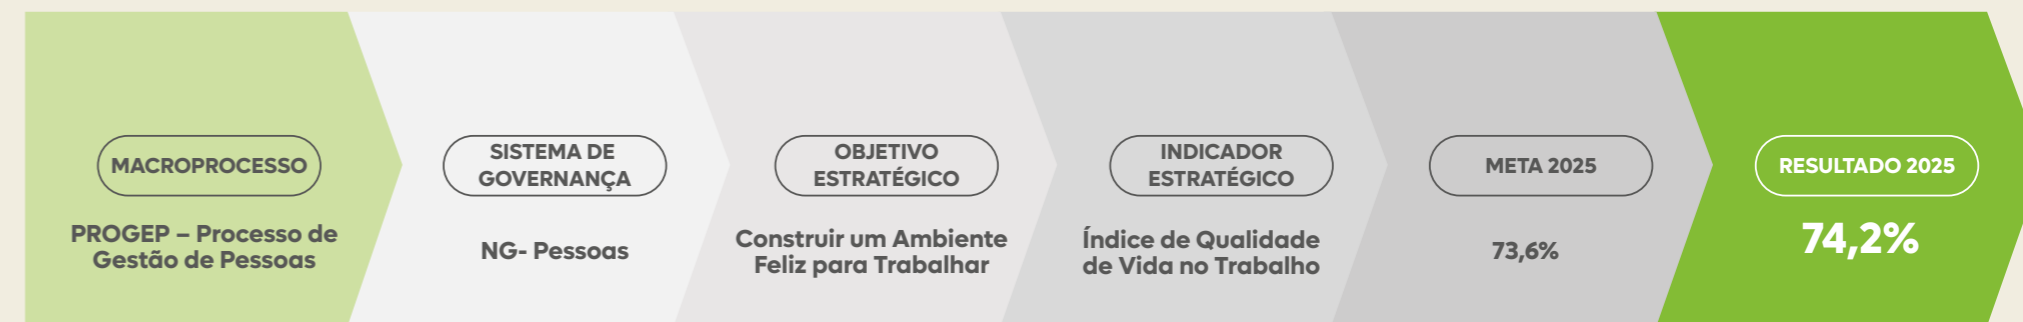 MACROPROCESSO
PROGEP – Processo de
Gestão de Pessoas
SISTEMA DE
GOVERNANÇA
NG- Pessoas
OBJETIVO
ESTRATÉGICO
Construir um Ambiente
Feliz para Trabalhar
INDICADOR
ESTRATÉGICO
Índice de Qualidade
de Vida no Trabalho
META 2025
73,6%
RESULTADO 2025
74,2%